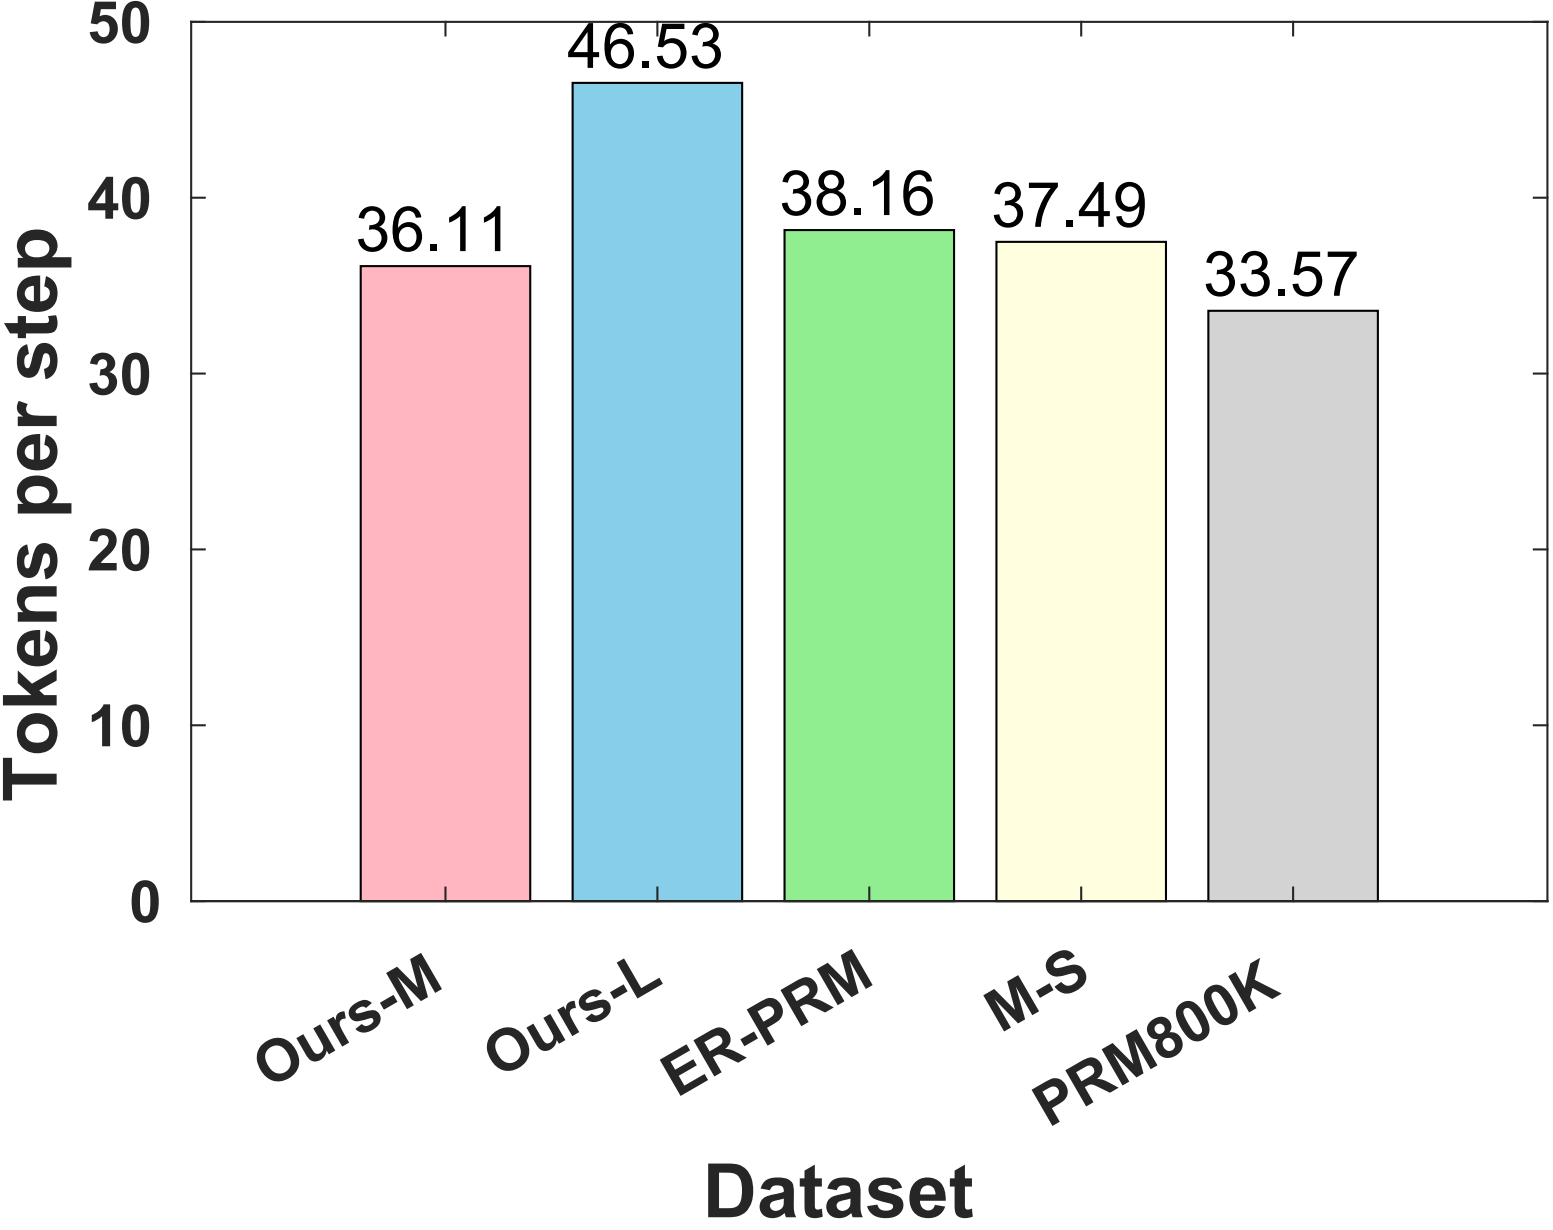 Tokens per step
50
40
30
20
10
0
36.11
46.53
38.16
37.49
33.57
Ours-M
Ours-L
ER-PRM
M-S
PRM800K
Dataset